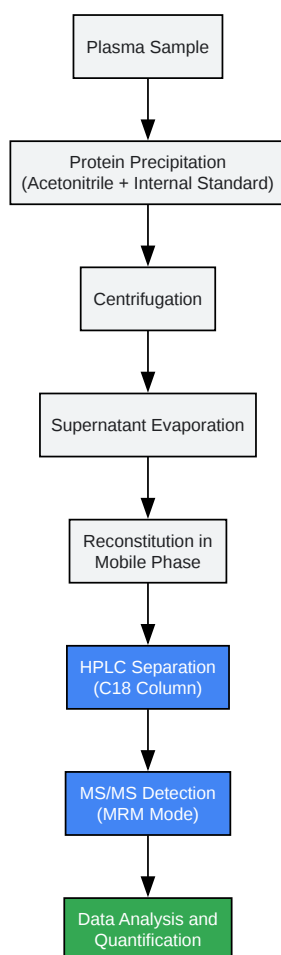 Plasma Sample
Protein Precipitation
(Acetonitrile + Internal Standard)
Centrifugation
Supernatant Evaporation
Reconstitution in
Mobile Phase
HPLC Separation
(C18 Column)
MS/MS Detection
(MRM Mode)
Data Analysis and
Quantification